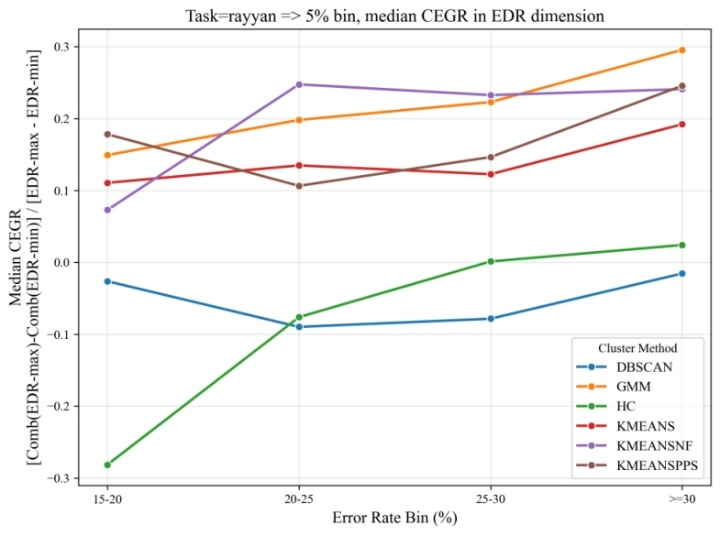 Task=rayyan => 5% bin, median CEGR in EDR dimension
Median CEGR
[Comb(EDR-max)-Comb(EDR-min)] / [EDR-max - EDR-min]
0.3
0.2
0.1
0.0
−0.1
−0.2
−0.3
15-20
20-25
25-30
>=30
Error Rate Bin (%)
Cluster Method
DBSCAN
GMM
HC
KMEANS
KMEANSNF
KMEANSPPS